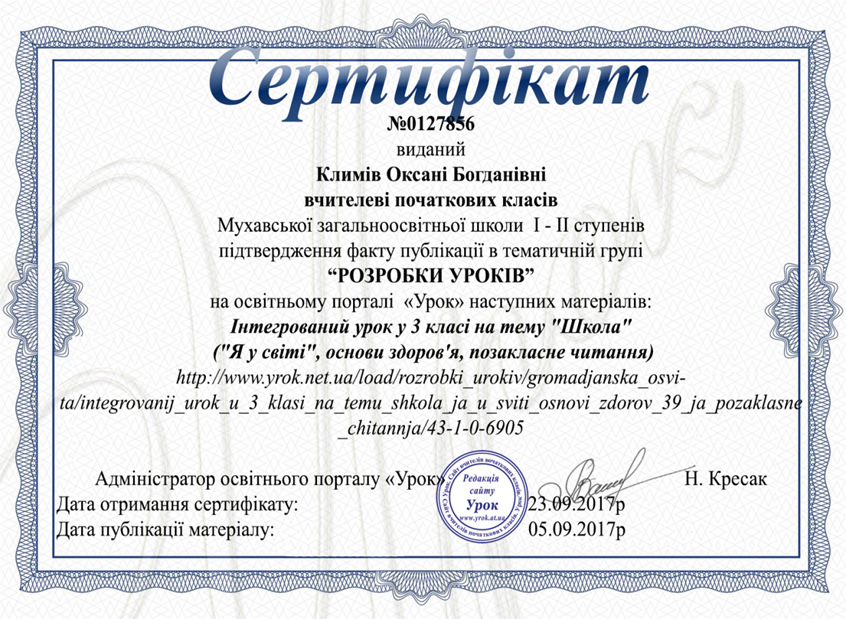 Сертифікат
№0127856
виданий
Климів Оксані Богданівні
вчителеві початкових класів
Мухавської загальноосвітньої школи І - ІІ ступенів
підтвердження факту публікації в тематичній групі
“РОЗРОБКИ УРОКІВ”
на освітньому порталі «Урок» наступних матеріалів:
Інтегрований урок у 3 класі на тему "Школа"
("Я у світі", основи здоров'я, позакласне читання)
http://www.yrok.net.ua/load/rozrobki_urokiv/gromadjanska_osvi-
ta/integrovanij_urok_u_3_klasi_na_temu_shkola_ja_u_sviti_osnovi_zdorov_39_ja_pozaklasne
_chitannja/43-1-0-6905
Адміністратор освітнього порталу «Урок» Н. Кресак
Дата отримання сертифікату: 23.09.2017р
Дата публікації матеріалу: 05.09.2017р
Редакція
сайту
Урок
www.yrok.at.ua